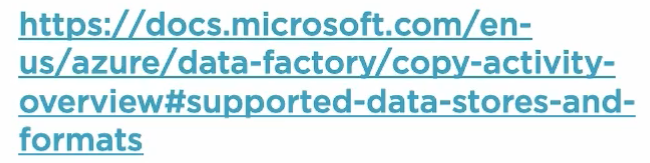 https://docs.microsoft.com/en-
us/azure/data-factory/copy-activity-
overview#supported-data-stores-and-
formats